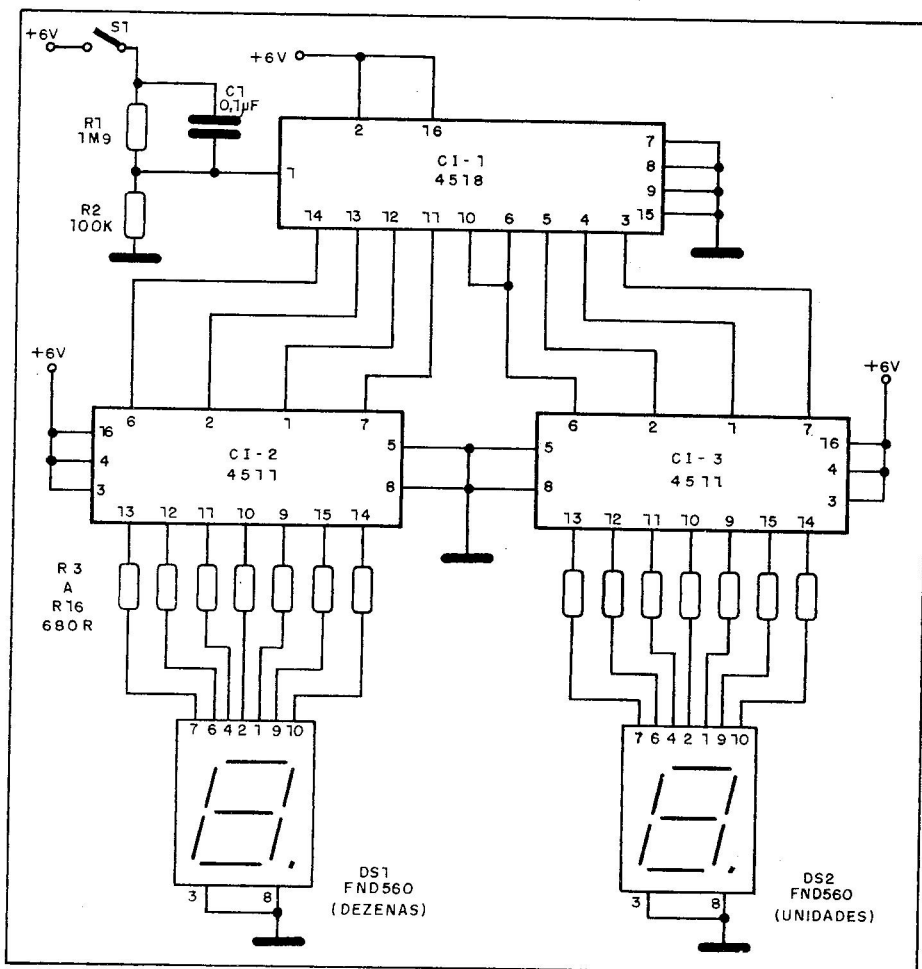 +6V
S1
+6V
C1
0,1µF
R1
1M9
2 16
CI-1
4518
1
7
8
9
15
R2
100K
14 13 12 11 10 6 5 4 3
+6V
+6V
6 2 1 7
16
4
3
CI-2
4511
5
8
13 12 11 10 9 15 14
6 2 1 7
5
8
CI-3
4511
16
4
3
13 12 11 10 9 15 14
R3
A
R16
680R
7 6 4 2 1 9 10
7 6 4 2 1 9 10
3 8
DS1
FND560
(DEZENAS)
3 8
DS2
FND560
(UNIDADES)